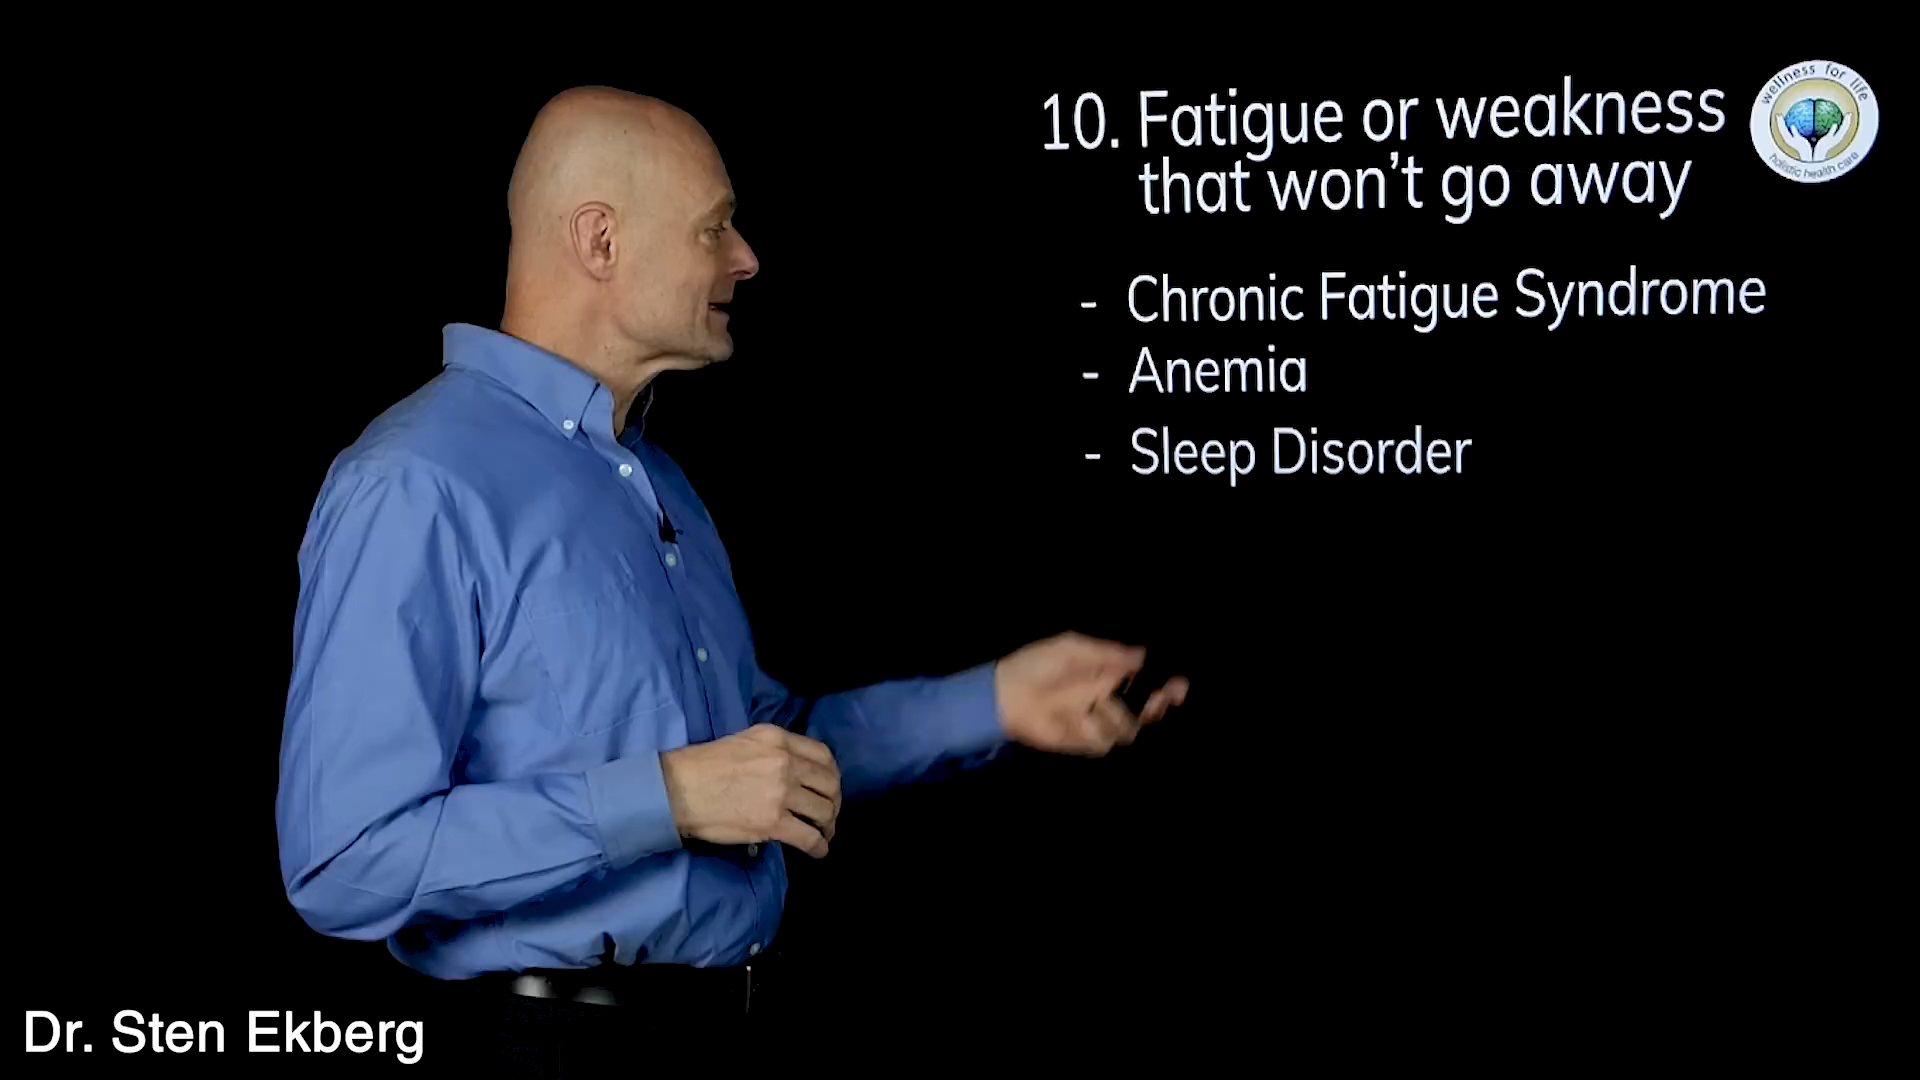 10. Fatigue or weakness
that won't go away
- Chronic Fatigue Syndrome
- Anemia
- Sleep Disorder
wellness for life
holistic health care
Dr. Sten Ekberg